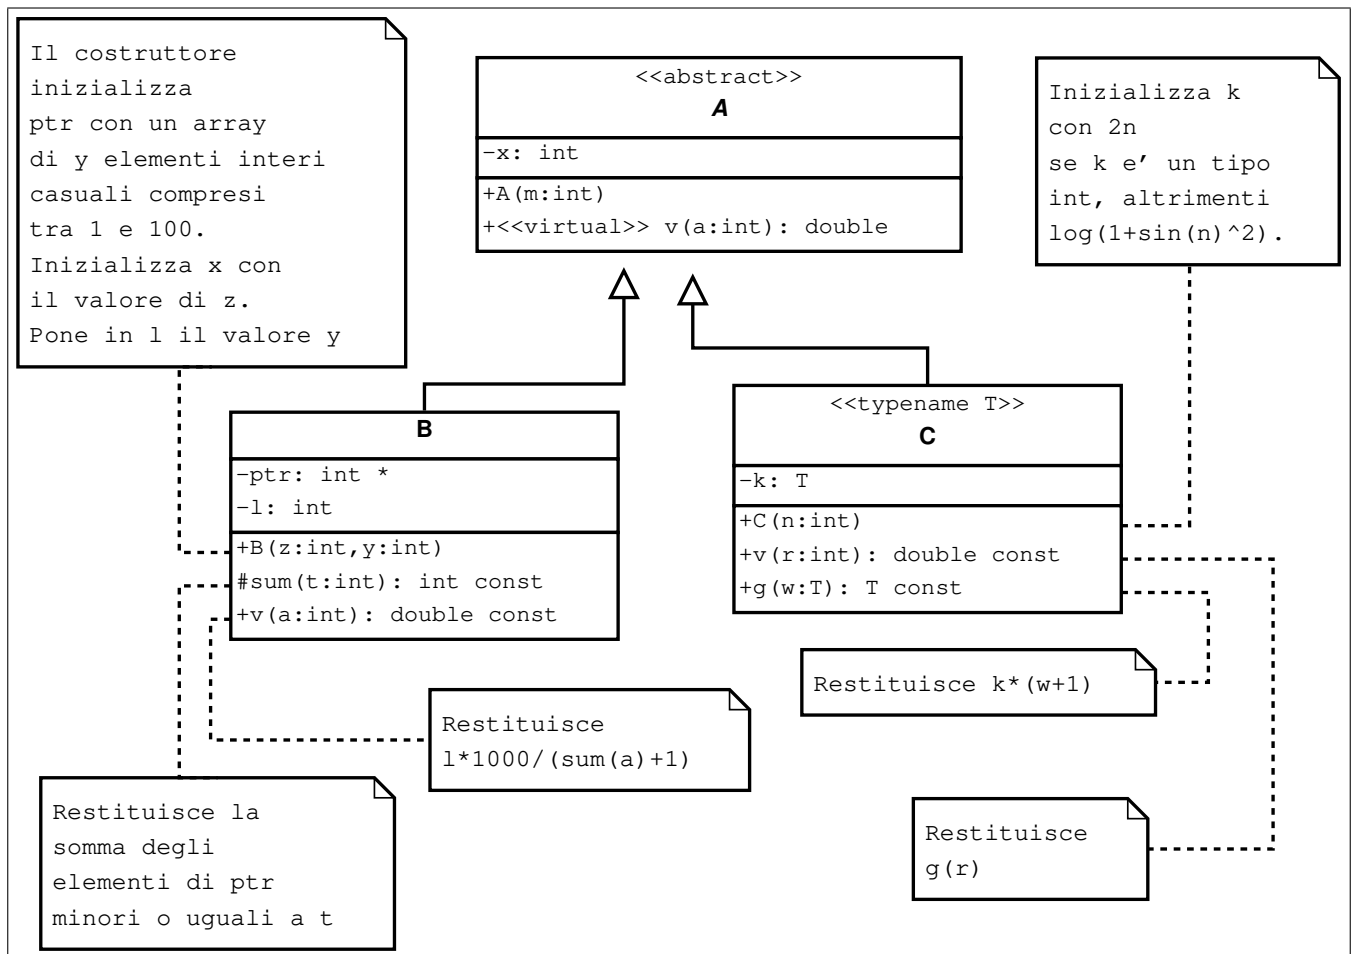 Il costruttore
inizializza
ptr con un array
di y elementi interi
casuali compresi
tra 1 e 100.
Inizializza x con
il valore di z.
Pone in l il valore y
<<abstract>>
A
-x: int
+A(m:int)
+<<virtual>> v(a:int): double
Inizializza k
con 2n
se k e' un tipo
int, altrimenti
log(1+sin(n)^2).
B
-ptr: int *
-l: int
+B(z:int,y:int)
#sum(t:int): int const
+v(a:int): double const
<<typename T>>
C
-k: T
+C(n:int)
+v(r:int): double const
+g(w:T): T const
Restituisce k*(w+1)
Restituisce
l*1000/(sum(a)+1)
Restituisce la
somma degli
elementi di ptr
minori o uguali a t
Restituisce
g(r)